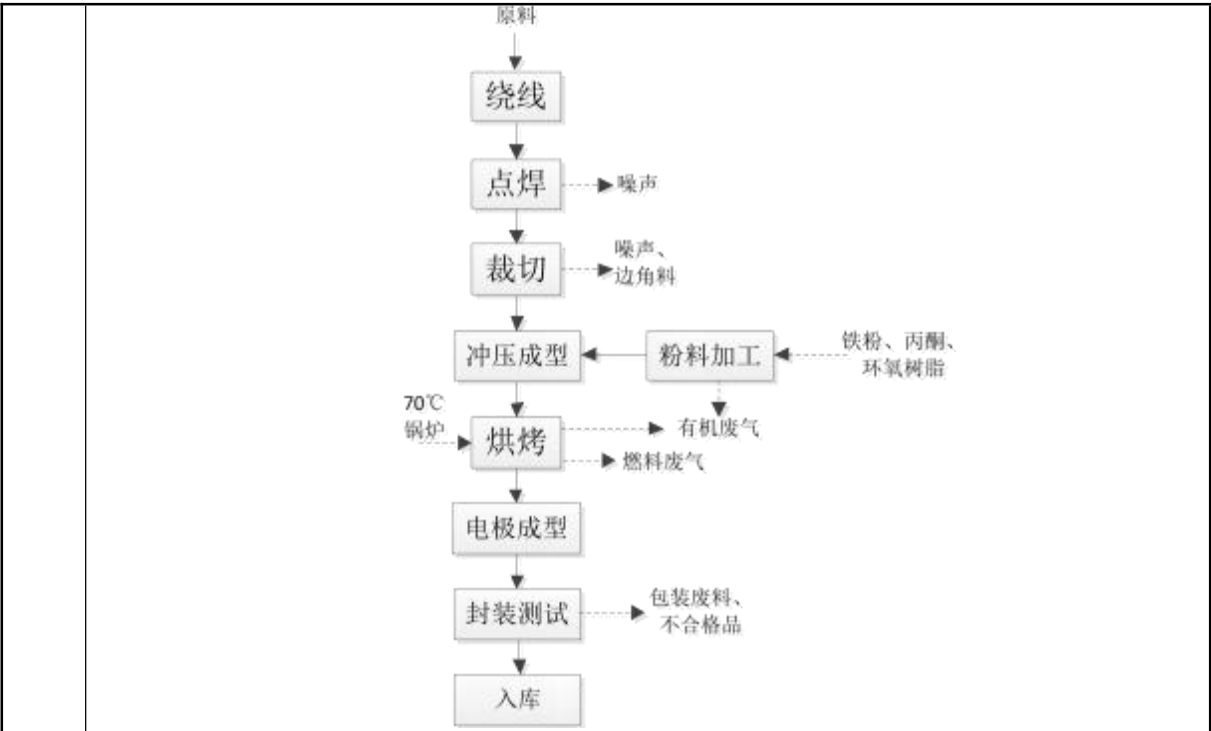 原料
绕线
点焊
噪声
裁切
噪声、
边角料
冲压成型
粉料加工
铁粉、丙酮、
环氧树脂
70℃
锅炉
烘烤
有机废气
燃料废气
电极成型
封装测试
包装废料、
不合格品
入库